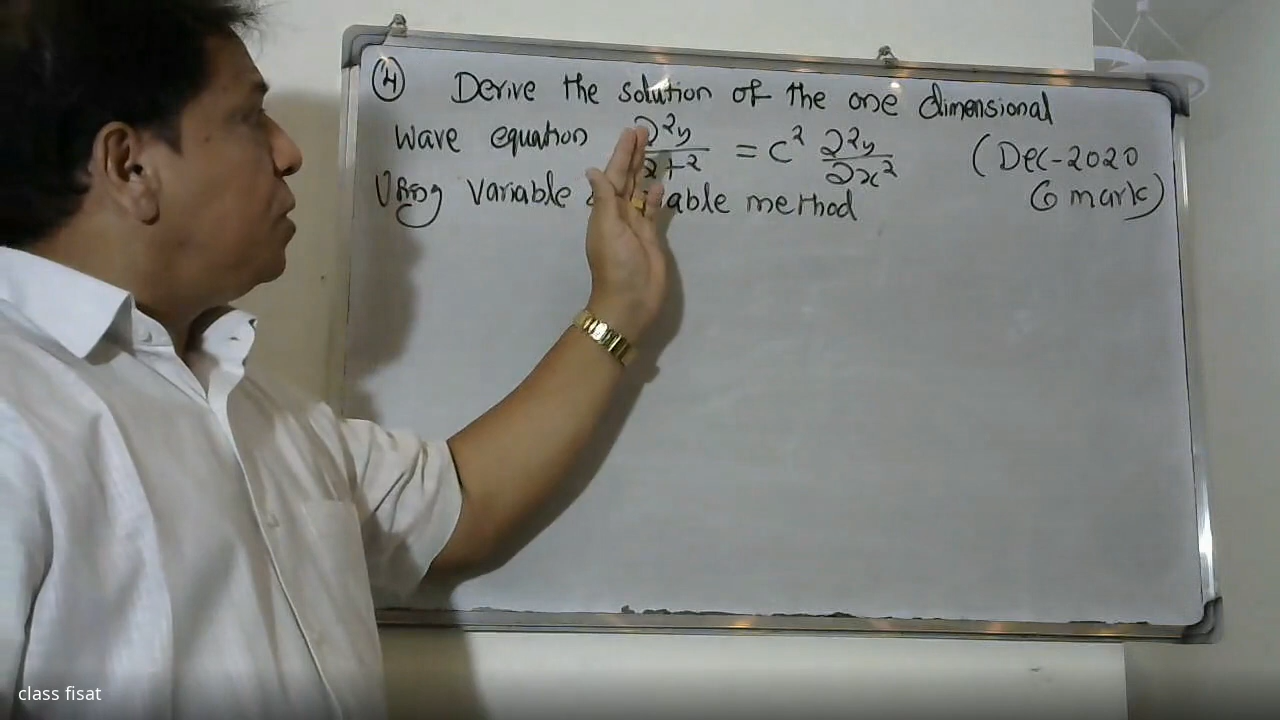 ④ Derive the solution of the one dimensional
Wave equation ∂²y/∂t² = C² ∂²y/∂x² (Dec-2020
Using Variable able method 6 mark)
class fisat